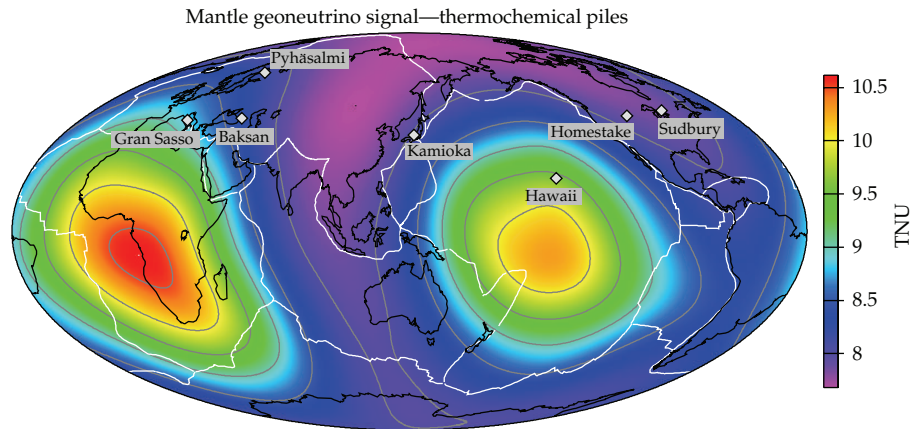 Mantle geoneutrino signal—thermochemical piles
Pyhäsalmi
Gran Sasso
Baksan
Kamioka
Homestake
Sudbury
Hawaii
10.5
10
9.5
9
8.5
8
TNU